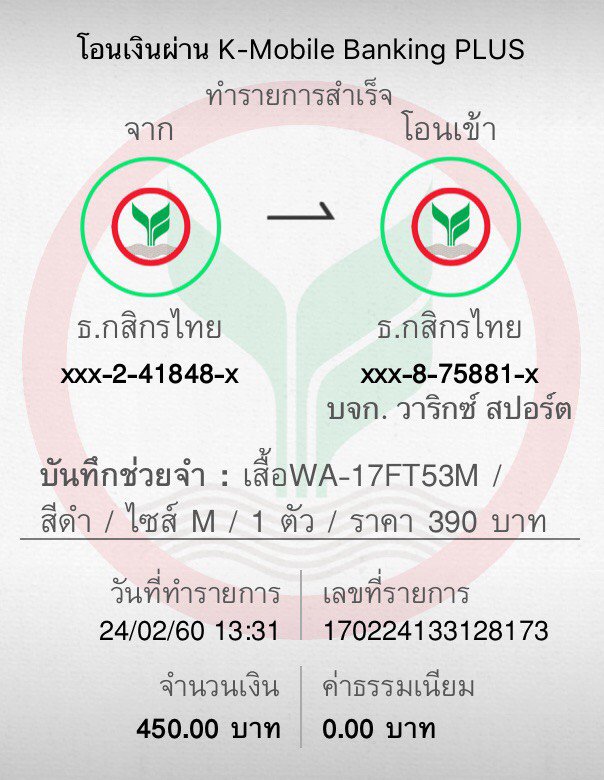 โอนเงินผ่าน K-Mobile Banking PLUS
ทำรายการสำเร็จ
จาก
โอนเข้า
ธ.กสิกรไทย
ธ.กสิกรไทย
xxx-2-41848-x
xxx-8-75881-x
บจก. วาริกซ์ สปอร์ต
บันทึกช่วยจำ : เสื้อWA-17FT53M /
สีดำ / ไซส์ M / 1 ตัว / ราคา 390 บาท
วันที่ทำรายการ
เลขที่รายการ
24/02/60 13:31
170224133128173
จำนวนเงิน
ค่าธรรมเนียม
450.00 บาท
0.00 บาท